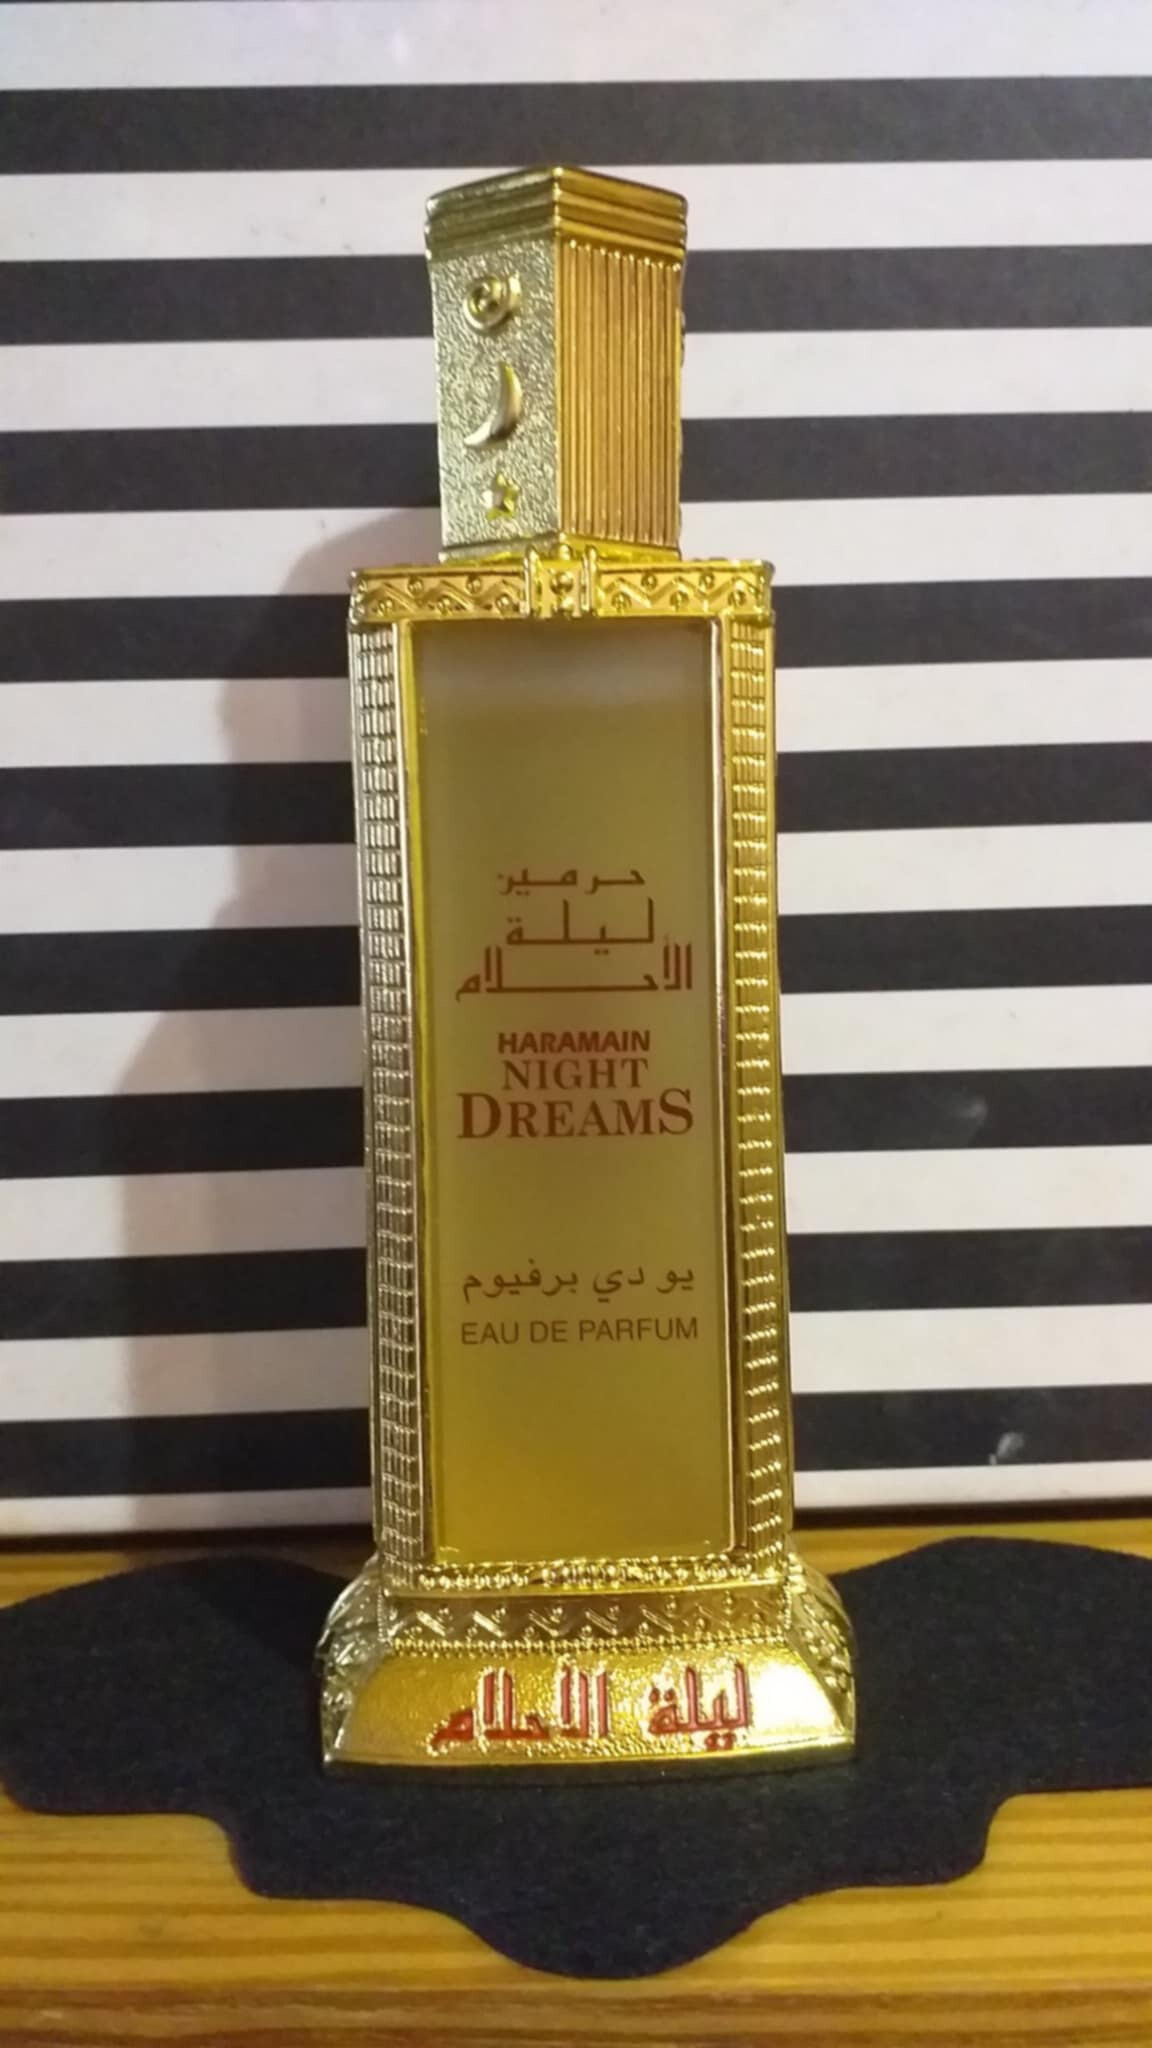 حرمين
ليلة
الأحلام
HARAMAIN
NIGHT
DREAMS
يو دي برفيوم
EAU DE PARFUM
ليلة الأحلام